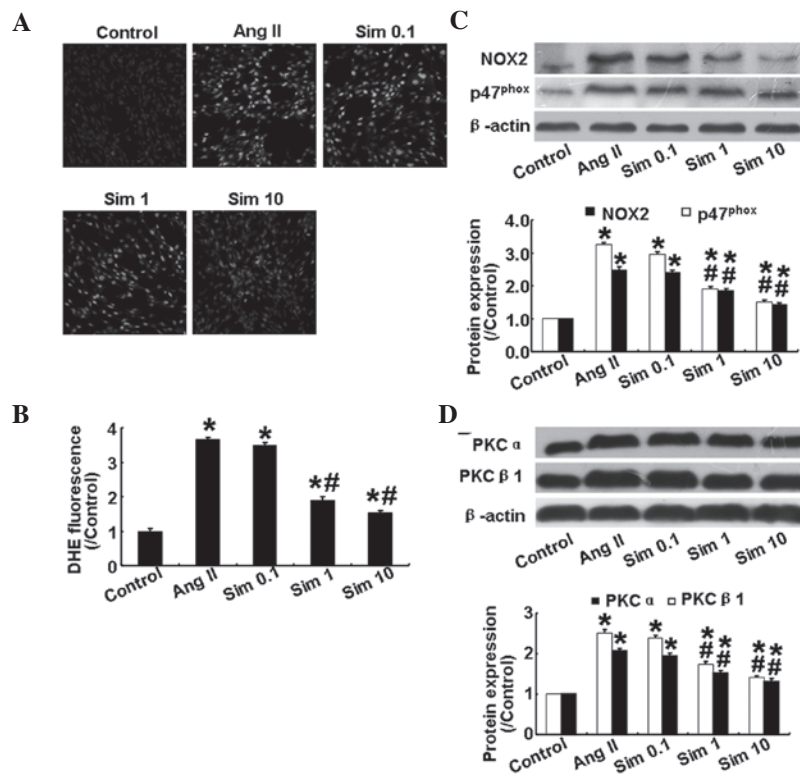 A
Control
Ang II
Sim 0.1
Sim 1
Sim 10
B
DHE fluorescence
(/Control)
4
3
2
1
0
*
*
*#
*#
Control
Ang II
Sim 0.1
Sim 1
Sim 10
C
NOX2
p47phox
β-actin
Control
Ang II
Sim 0.1
Sim 1
Sim 10
NOX2
p47phox
Protein expression
(/Control)
4.0
3.0
2.0
1.0
0.0
* *
* *
* *
# #
* *
# #
Control
Ang II
Sim 0.1
Sim 1
Sim 10
D
PKC α
PKC β 1
β-actin
Control
Ang II
Sim 0.1
Sim 1
Sim 10
PKC α
PKC β 1
Protein expression
(/Control)
3
2
1
0
* *
* *
* *
# #
* *
# #
Control
Ang II
Sim 0.1
Sim 1
Sim 10